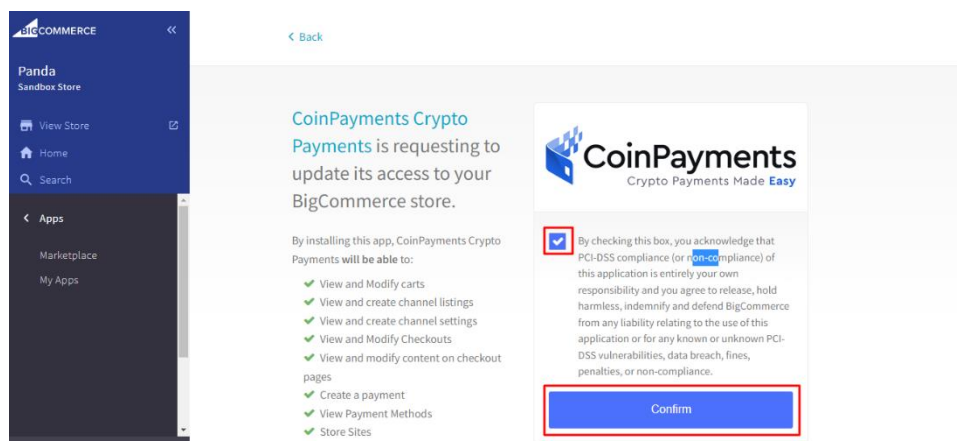 BIGCOMMERCE
Panda
Sandbox Store
View Store
Home
Search
Apps
Marketplace
My Apps
Back
CoinPayments Crypto
Payments is requesting to
update its access to your
BigCommerce store.
By installing this app, CoinPayments Crypto
Payments will be able to:
View and Modify carts
View and create channel listings
View and create channel settings
View and Modify Checkouts
View and modify content on checkout
pages
Create a payment
View Payment Methods
Store Sites
CoinPayments
Crypto Payments Made Easy
By checking this box, you acknowledge that
PCI-DSS compliance (or non-compliance) of
this application is entirely your own
responsibility and you agree to release, hold
harmless, indemnify and defend BigCommerce
from any liability relating to the use of this
application or for any known or unknown PCI-
DSS vulnerabilities, data breach, fines,
penalties, or non-compliance.
Confirm